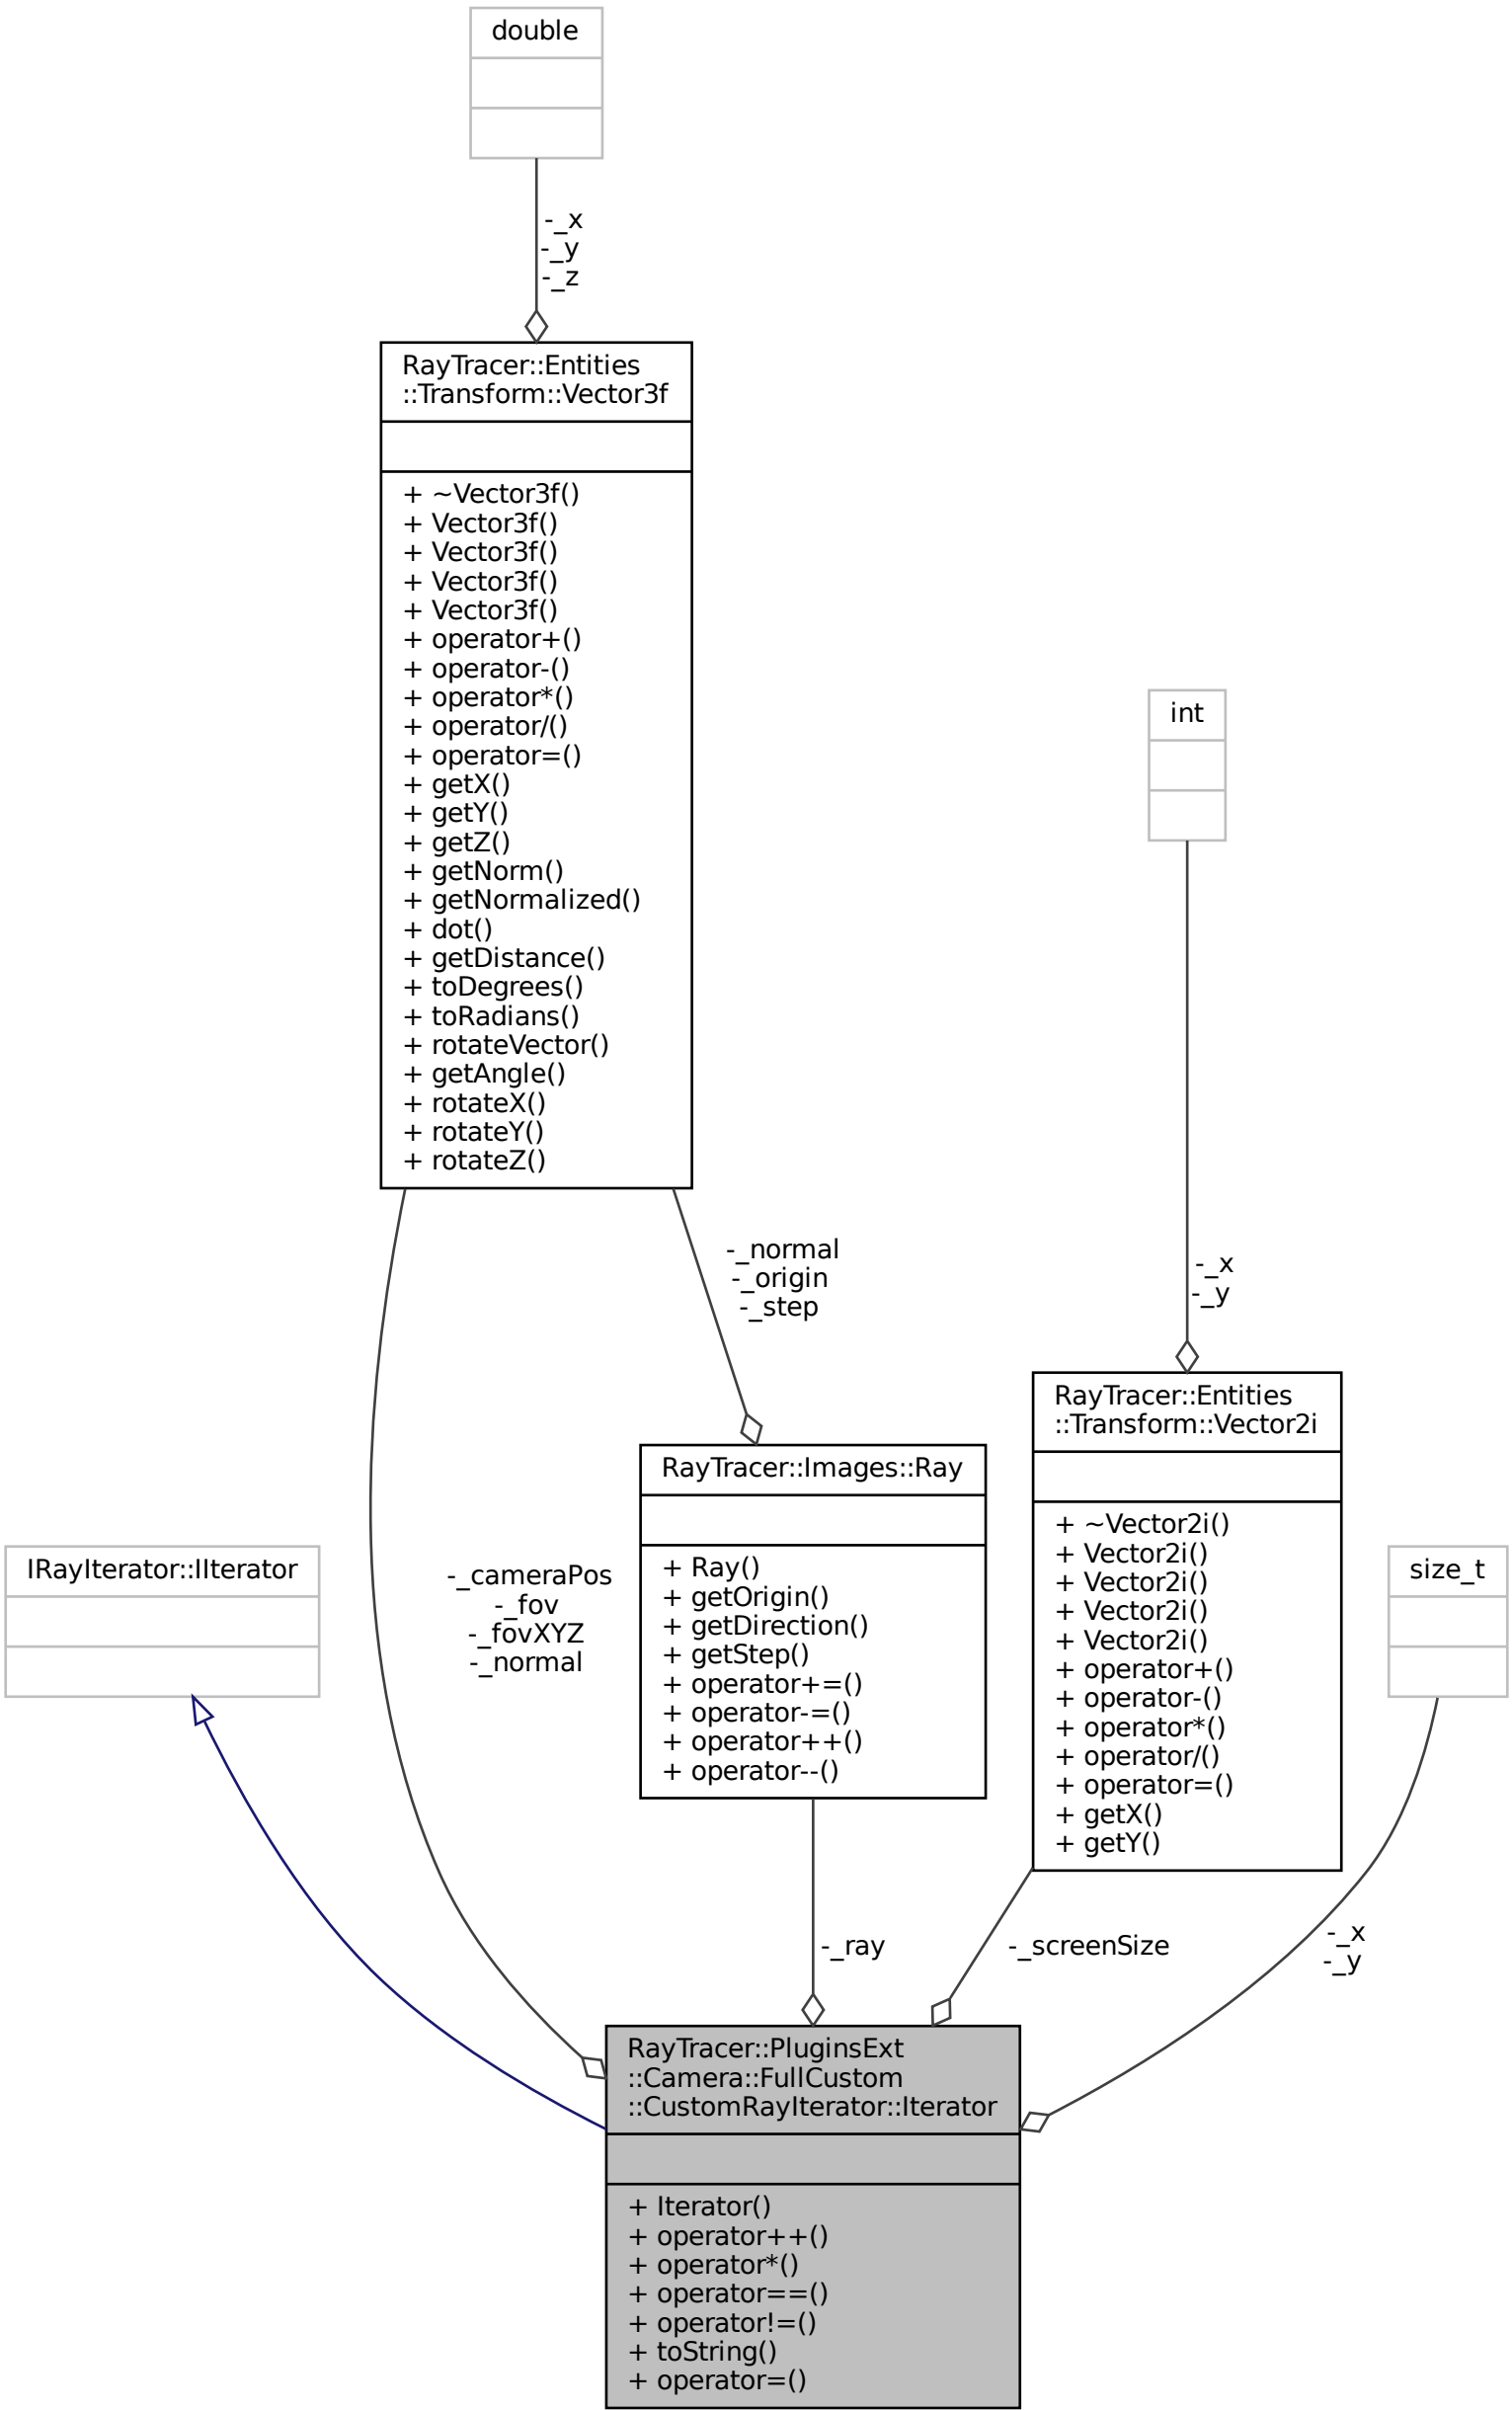 double
-_x
-_y
-_z
RayTracer::Entities
::Transform::Vector3f
+ ~Vector3f()
+ Vector3f()
+ Vector3f()
+ Vector3f()
+ Vector3f()
+ operator+()
+ operator-()
+ operator*()
+ operator/()
+ operator=()
+ getX()
+ getY()
+ getZ()
+ getNorm()
+ getNormalized()
+ dot()
+ getDistance()
+ toDegrees()
+ toRadians()
+ rotateVector()
+ getAngle()
+ rotateX()
+ rotateY()
+ rotateZ()
int
-_x
-_y
-_normal
-_origin
-_step
RayTracer::Entities
::Transform::Vector2i
+ ~Vector2i()
+ Vector2i()
+ Vector2i()
+ Vector2i()
+ Vector2i()
+ operator+()
+ operator-()
+ operator*()
+ operator/()
+ operator=()
+ getX()
+ getY()
RayTracer::Images::Ray
+ Ray()
+ getOrigin()
+ getDirection()
+ getStep()
+ operator+=()
+ operator-=()
+ operator++()
+ operator--()
IRayIterator::IIterator
-_cameraPos
-_fov
-_fovXYZ
-_normal
size_t
-_ray
-_screenSize
-_x
-_y
RayTracer::PluginsExt
::Camera::FullCustom
::CustomRayIterator::Iterator
+ Iterator()
+ operator++()
+ operator*()
+ operator==()
+ operator!=()
+ toString()
+ operator=()